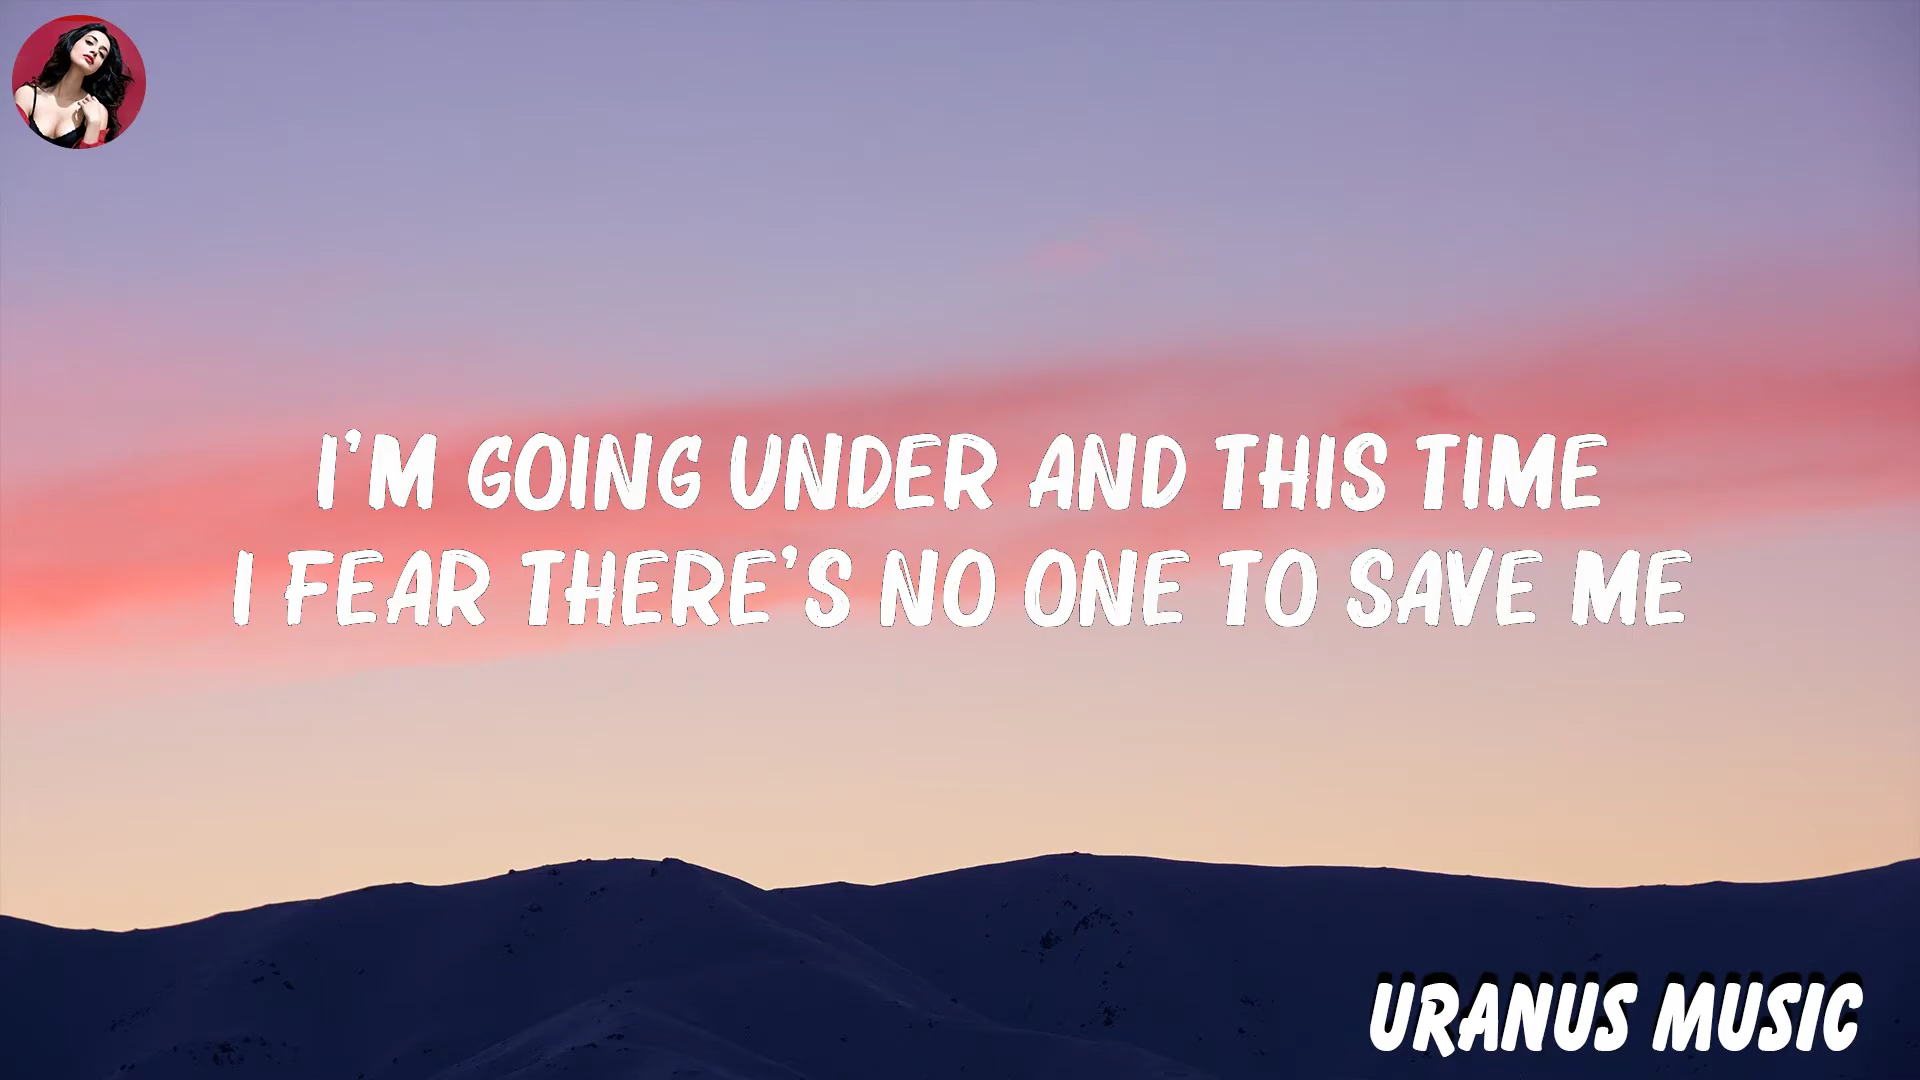 I'M GOING UNDER AND THIS TIME
I FEAR THERE'S NO ONE TO SAVE ME
URANUS MUSIC